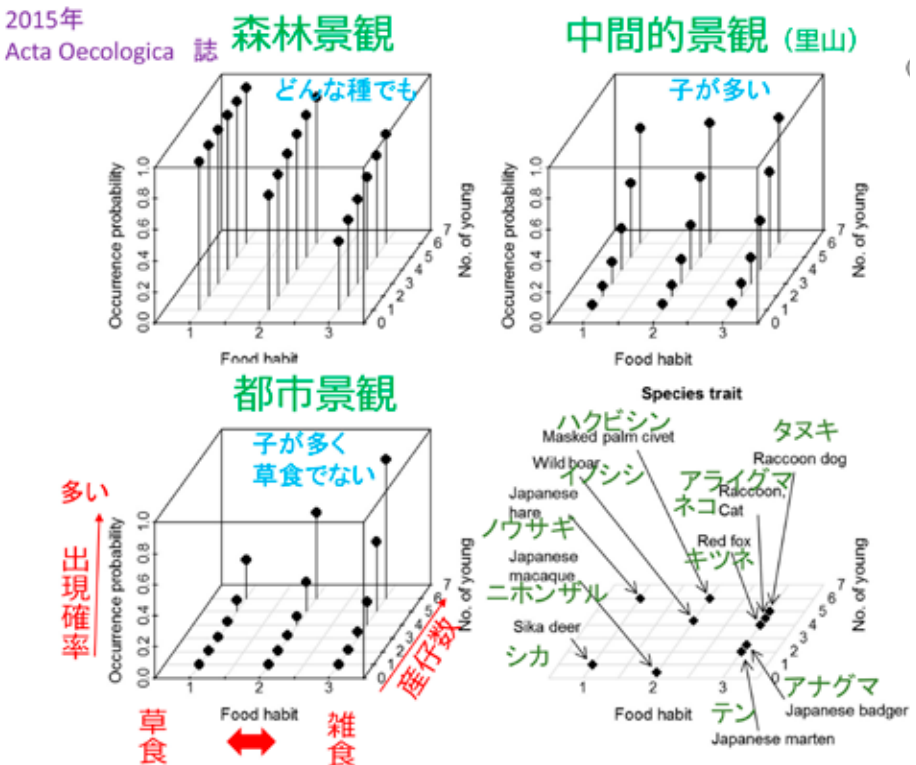 2015年
Acta Oecologica 誌
森林景観
どんな種でも
Occurrence probability
0.0 0.2 0.4 0.6 0.8 1.0
1 2 3
Food habit
0 1 2 3 4 5 6 7
No. of young
中間的景観（里山）
子が多い
Occurrence probability
0.0 0.2 0.4 0.6 0.8 1.0
1 2 3
Food habit
0 1 2 3 4 5 6 7
No. of young
都市景観
子が多く
草食でない
多い
出現確率
Occurrence probability
0.0 0.2 0.4 0.6 0.8 1.0
1 2 3
Food habit
0 1 2 3 4 5 6 7
No. of young
産仔数
草食
雑食
Species trait
ハクビシン
Masked palm civet
タヌキ
Raccoon dog
Wild boar
イノシシ
アライグマ
ネコ
Raccoon,
Cat
Japanese
hare
ノウサギ
Red fox
キツネ
Japanese
macaque
ニホンザル
Sika deer
シカ
1 2 3
Food habit
0 1 2 3 4 5 6 7
No. of young
アナグマ
Japanese badger
テン
Japanese marten